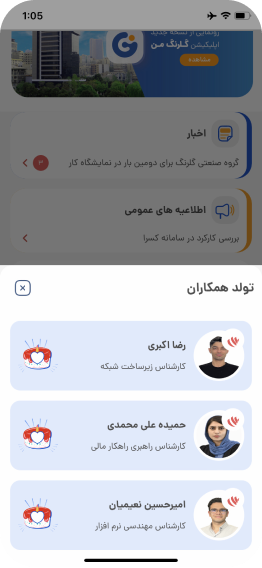 1:05
رونمایی از نسخه جدید
اپلیکیشن گلرنگ من
مشاهده
اخبار
گروه صنعتی گلرنگ برای دومین بار در نمایشگاه کار
۳
اطلاعیه های عمومی
بررسی کارکرد در سامانه کسرا
تولد همکاران
رضا اکبری
کارشناس زیرساخت شبکه
حمیده علی محمدی
کارشناس راهبری راهکار مالی
امیرحسین نعیمیان
کارشناس مهندسی نرم افزار